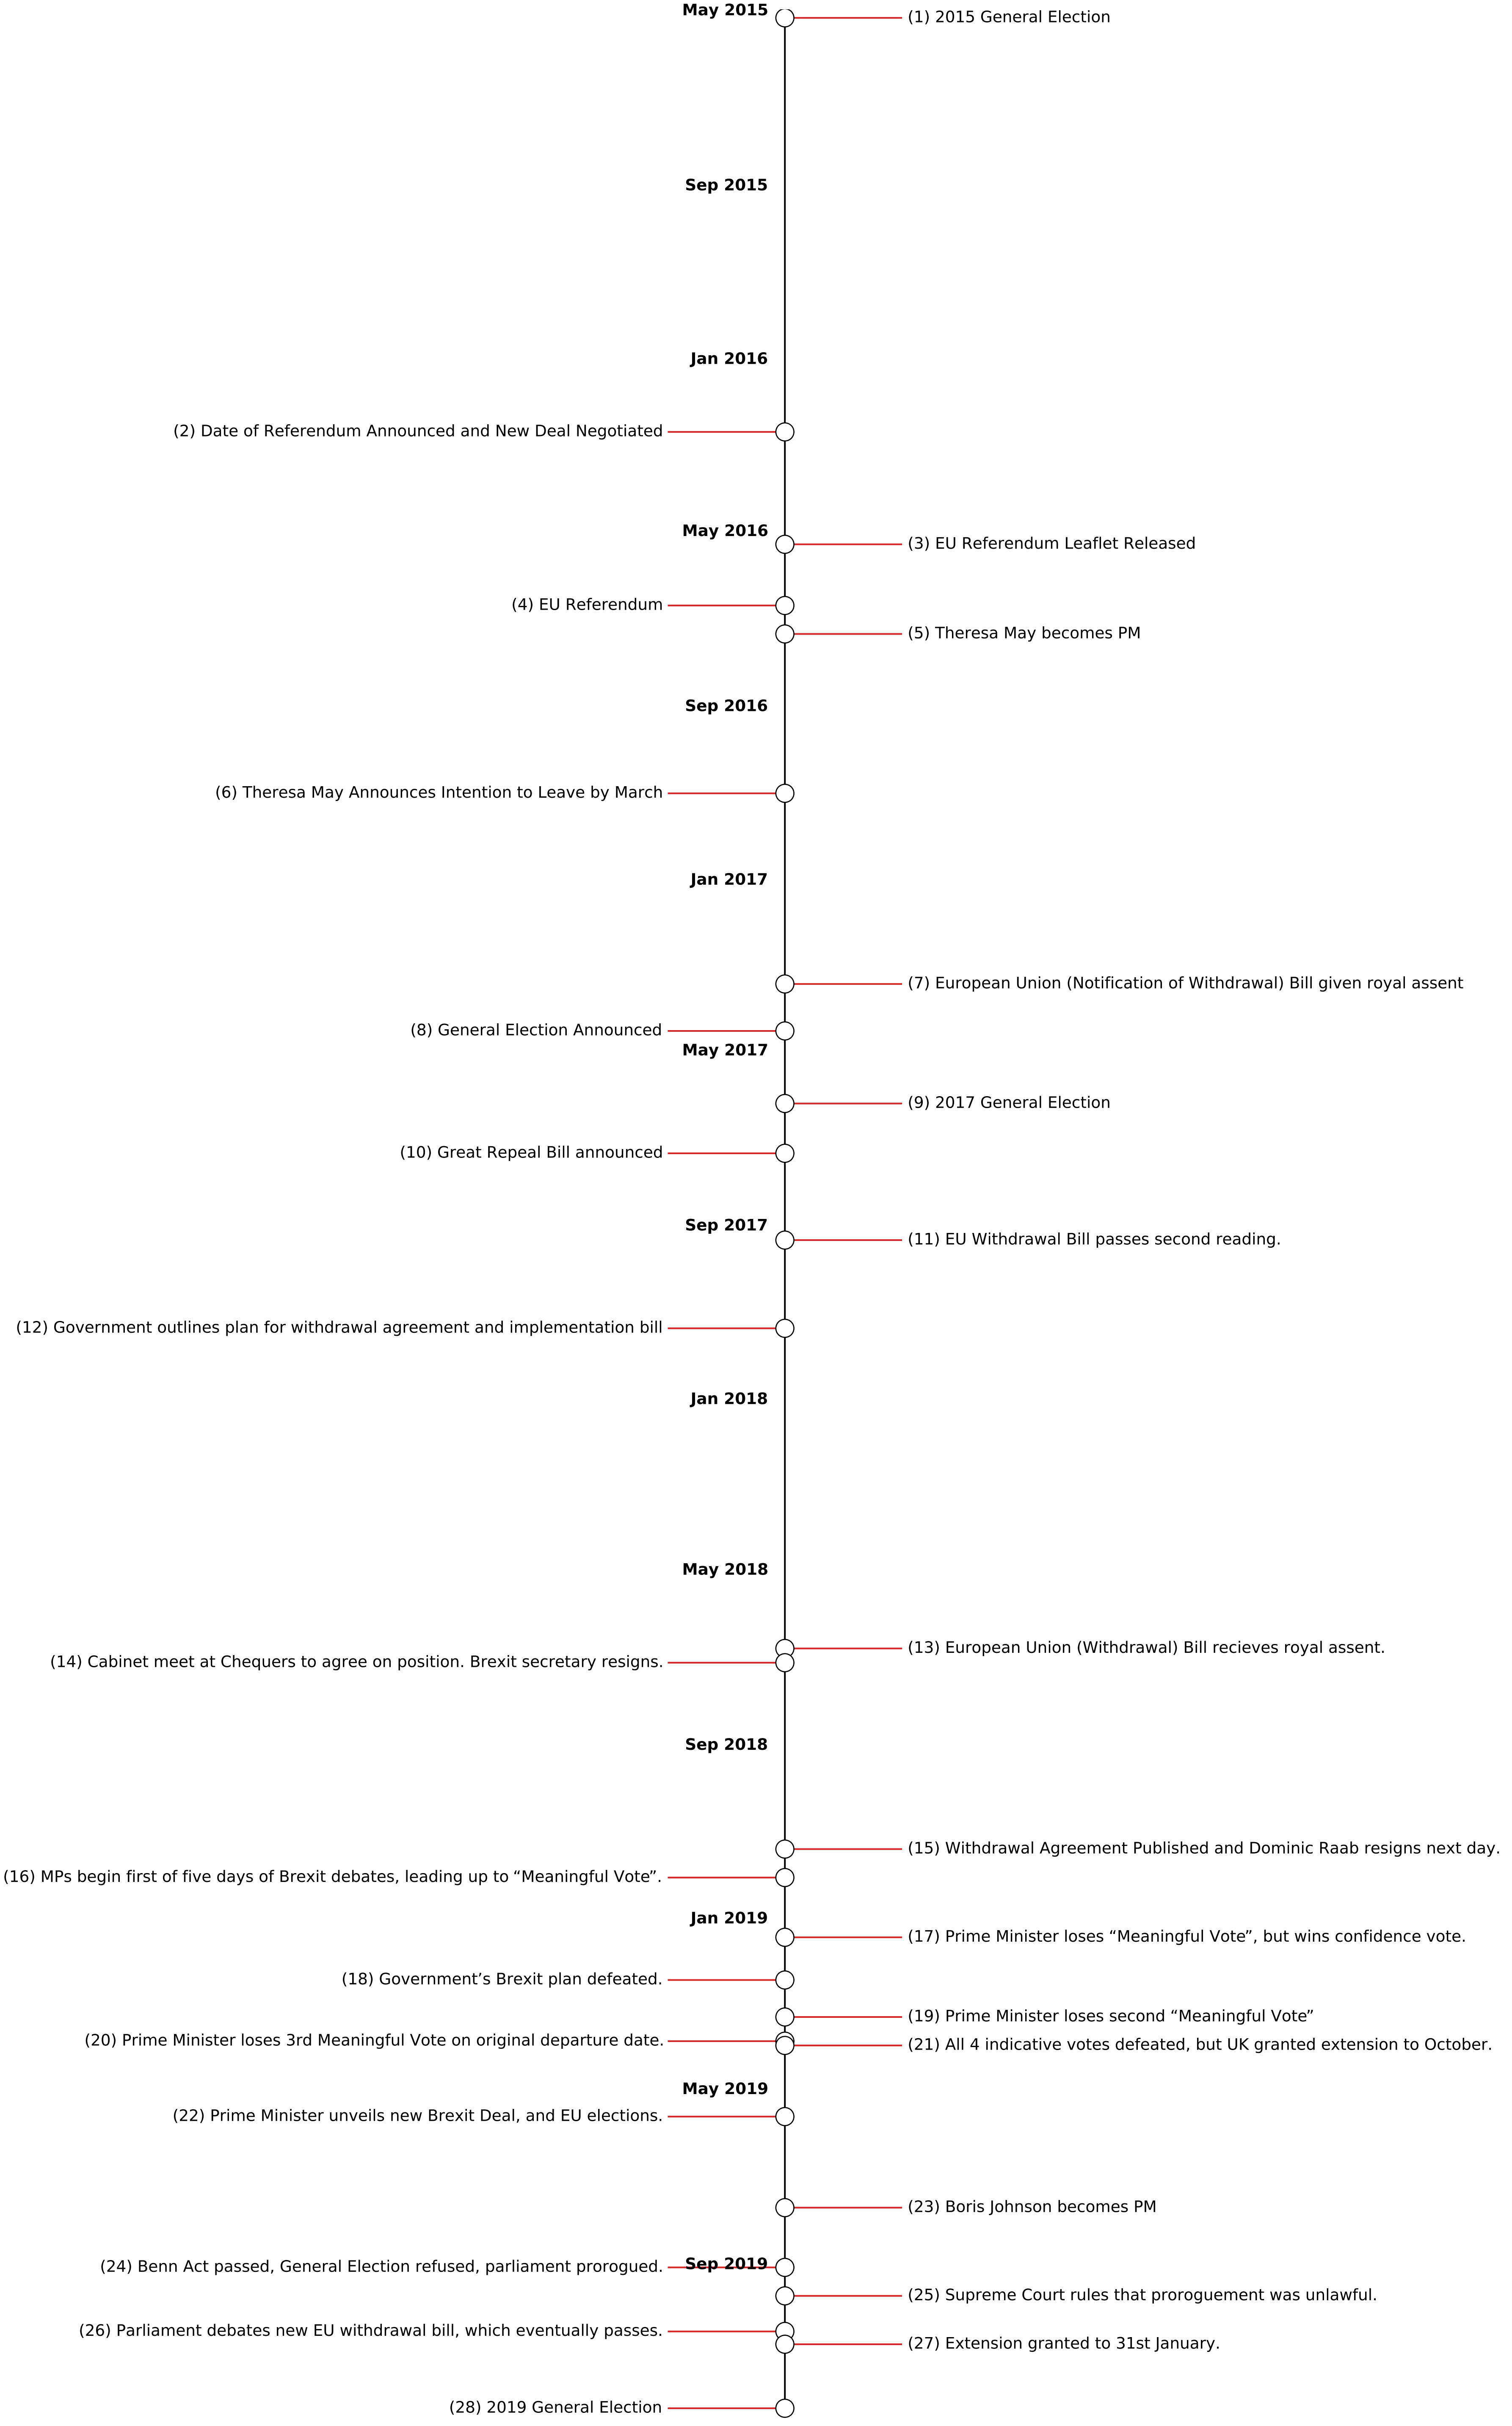 May 2015
(1) 2015 General Election
Sep 2015
Jan 2016
(2) Date of Referendum Announced and New Deal Negotiated
May 2016
(3) EU Referendum Leaflet Released
(4) EU Referendum
(5) Theresa May becomes PM
Sep 2016
(6) Theresa May Announces Intention to Leave by March
Jan 2017
(7) European Union (Notification of Withdrawal) Bill given royal assent
(8) General Election Announced
May 2017
(9) 2017 General Election
(10) Great Repeal Bill announced
Sep 2017
(11) EU Withdrawal Bill passes second reading.
(12) Government outlines plan for withdrawal agreement and implementation bill
Jan 2018
May 2018
(13) European Union (Withdrawal) Bill recieves royal assent.
(14) Cabinet meet at Chequers to agree on position. Brexit secretary resigns.
Sep 2018
(15) Withdrawal Agreement Published and Dominic Raab resigns next day.
(16) MPs begin first of five days of Brexit debates, leading up to “Meaningful Vote”.
Jan 2019
(17) Prime Minister loses “Meaningful Vote”, but wins confidence vote.
(18) Government’s Brexit plan defeated.
(19) Prime Minister loses second “Meaningful Vote”
(20) Prime Minister loses 3rd Meaningful Vote on original departure date.
(21) All 4 indicative votes defeated, but UK granted extension to October.
May 2019
(22) Prime Minister unveils new Brexit Deal, and EU elections.
(23) Boris Johnson becomes PM
Sep 2019
(24) Benn Act passed, General Election refused, parliament prorogued.
(25) Supreme Court rules that proroguement was unlawful.
(26) Parliament debates new EU withdrawal bill, which eventually passes.
(27) Extension granted to 31st January.
(28) 2019 General Election